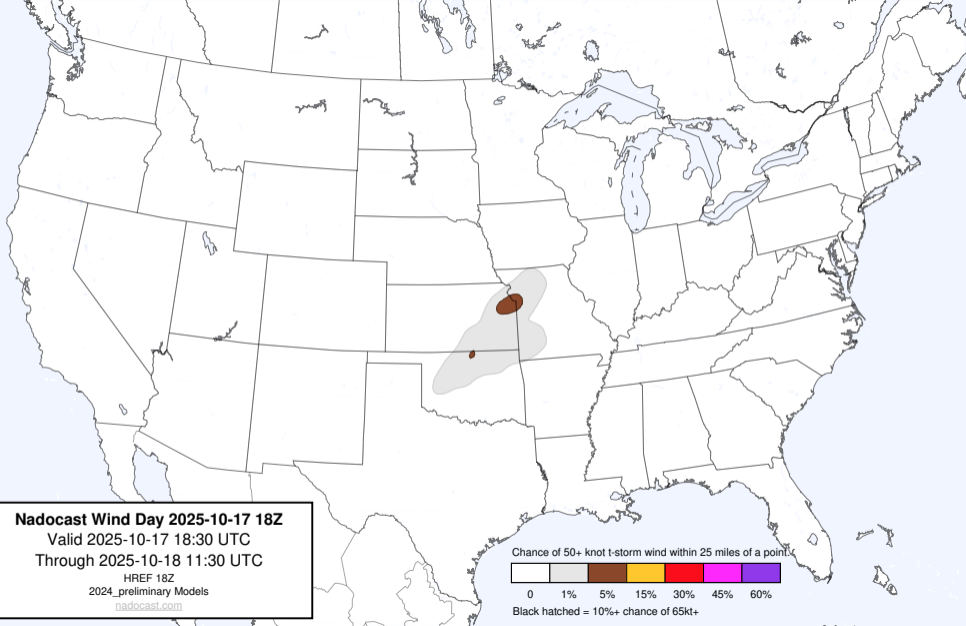 Nadocast Wind Day 2025-10-17 18Z
Valid 2025-10-17 18:30 UTC
Through 2025-10-18 11:30 UTC
HREF 18Z
2024_preliminary Models
nadocast.com
Chance of 50+ knot t-storm wind within 25 miles of a point.
0 1% 5% 15% 30% 45% 60%
Black hatched = 10%+ chance of 65kt+